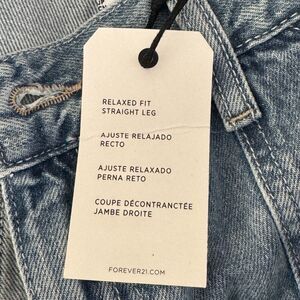 RELAXED FIT
STRAIGHT LEG
AJUSTE RELAJADO
RECTO
AJUSTE RELAXADO
PERNA RETO
COUPE DÉCONTRANCTÉE
JAMBE DROITE
FOREVER21.COM